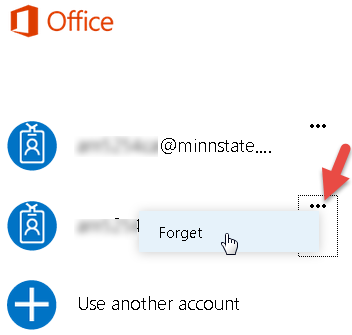 Office
@minnstate....
Forget
Use another account